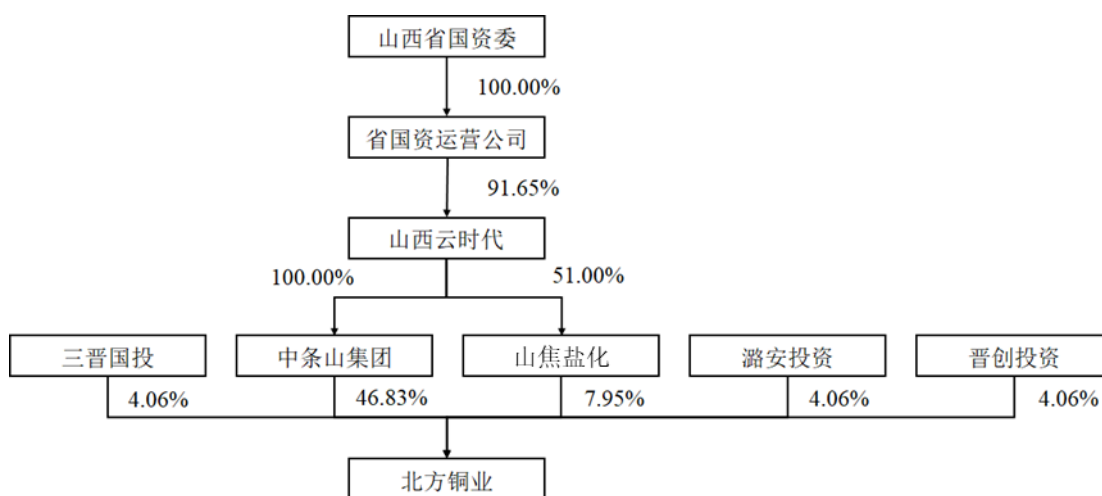 山西省国资委
100.00%
省国资运营公司
91.65%
山西云时代
100.00%
51.00%
三晋国投
中条山集团
山焦盐化
潞安投资
晋创投资
4.06%
46.83%
7.95%
4.06%
4.06%
北方铜业